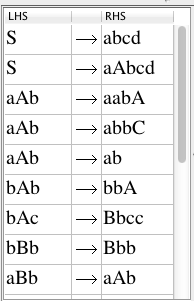 LHS RHS
S → abcd
S → aAbcd
aAb → aabA
aAb → abbC
aAb → ab
bAb → bbA
bAc → Bbcc
bBb → Bbb
aBb → aAb